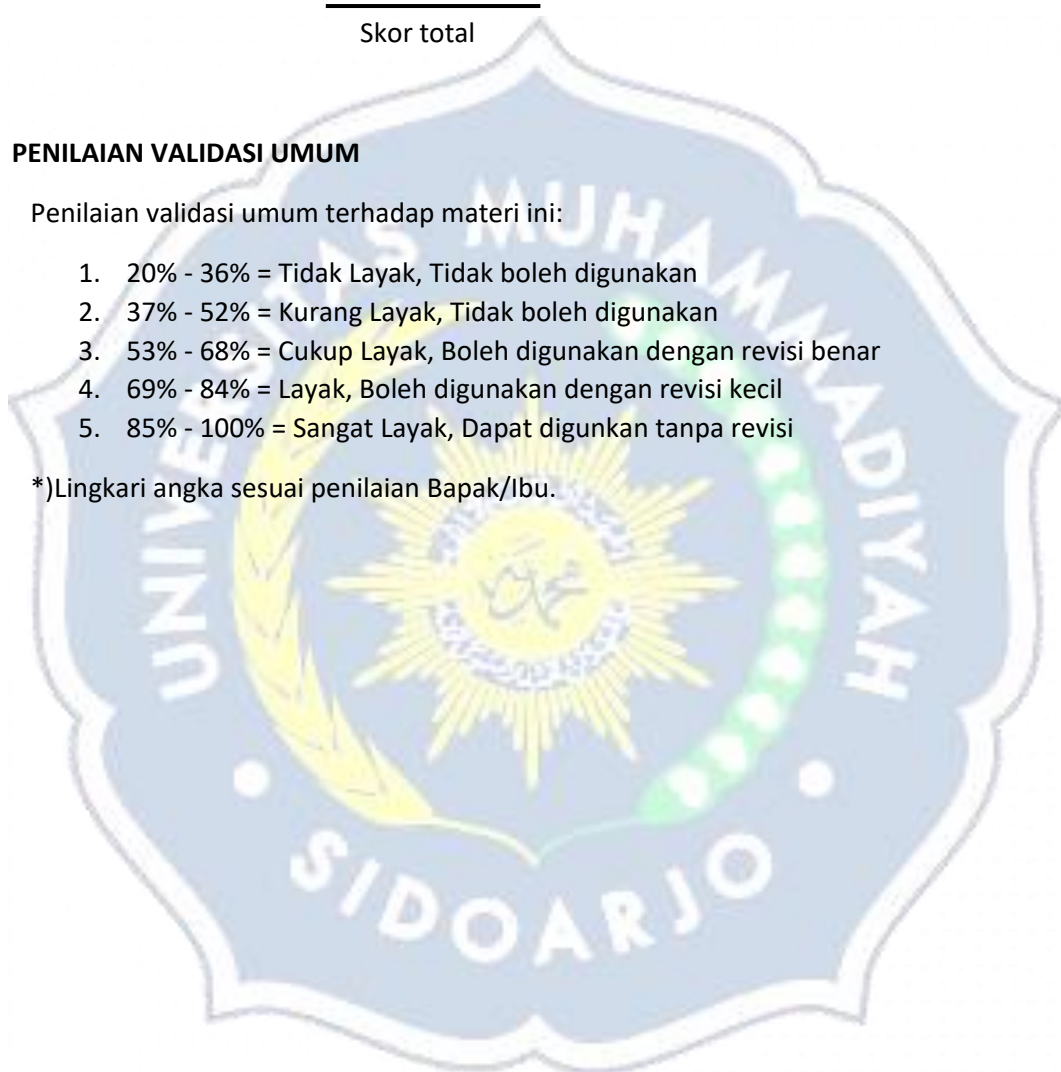 Skor total
PENILAIAN VALIDASI UMUM
Penilaian validasi umum terhadap materi ini:
1. 20% - 36% = Tidak Layak, Tidak boleh digunakan
2. 37% - 52% = Kurang Layak, Tidak boleh digunakan
3. 53% - 68% = Cukup Layak, Boleh digunakan dengan revisi benar
4. 69% - 84% = Layak, Boleh digunakan dengan revisi kecil
5. 85% - 100% = Sangat Layak, Dapat digunkan tanpa revisi
*)Lingkari angka sesuai penilaian Bapak/Ibu.
UNIVERSITAS MUHAMMADIYAH
SIDOARJO